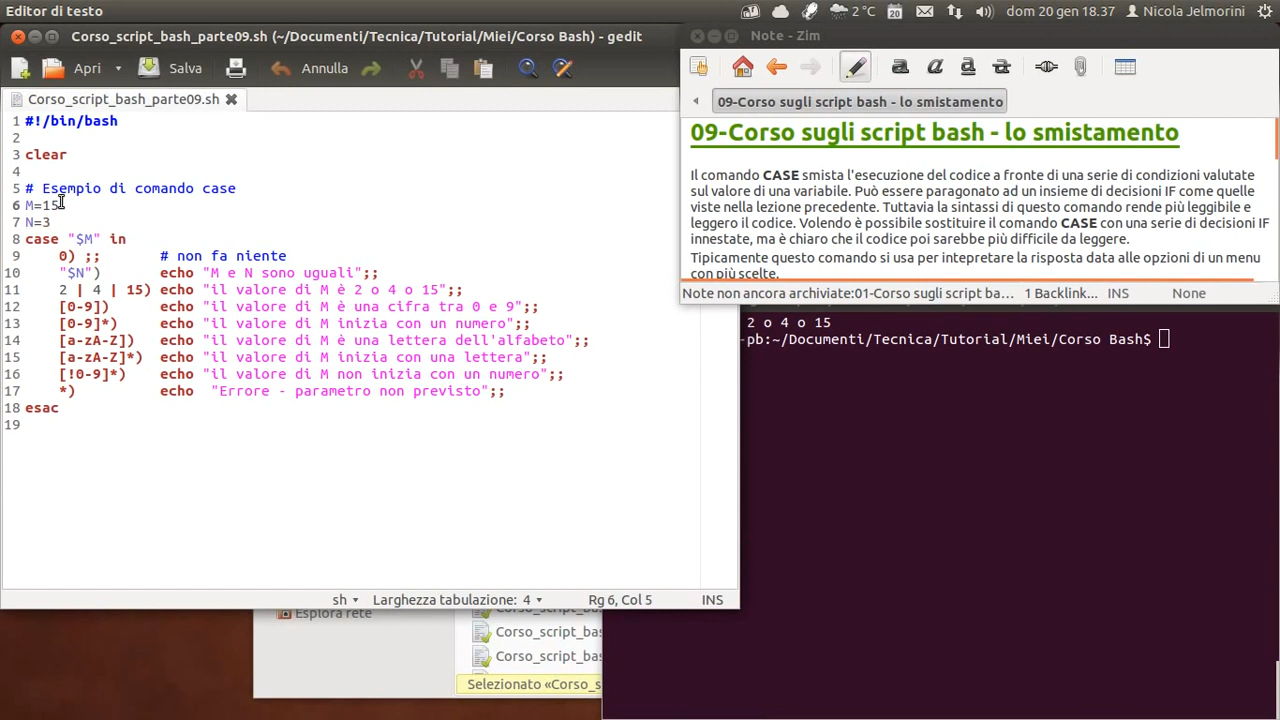 Editor di testo
2 °C
20
dom 20 gen 18.37
Nicola Jelmorini
Corso_script_bash_parte09.sh (~/Documenti/Tecnica/Tutorial/Miei/Corso Bash) - gedit
Apri
Salva
Annulla
Corso_script_bash_parte09.sh
1 #!/bin/bash
2
3 clear
4
5 # Esempio di comando case
6 M=15
7 N=3
8 case "$M" in
9 0) ;; # non fa niente
10 "$N") echo "M e N sono uguali";;
11 2 | 4 | 15) echo "il valore di M è 2 o 4 o 15";;
12 [0-9]) echo "il valore di M è una cifra tra 0 e 9";;
13 [0-9]*) echo "il valore di M inizia con un numero";;
14 [a-zA-Z]) echo "il valore di M è una lettera dell'alfabeto";;
15 [a-zA-Z]*) echo "il valore di M inizia con una lettera";;
16 [!0-9]*) echo "il valore di M non inizia con un numero";;
17 *) echo "Errore - parametro non previsto";;
18 esac
19
sh
Larghezza tabulazione: 4
Rg 6, Col 5
INS
Note - Zim
09-Corso sugli script bash - lo smistamento
09-Corso sugli script bash - lo smistamento
Il comando CASE smista l'esecuzione del codice a fronte di una serie di condizioni valutate
sul valore di una variabile. Può essere paragonato ad un insieme di decisioni IF come quelle
viste nella lezione precedente. Tuttavia la sintassi di questo comando rende più leggibile e
leggero il codice. Volendo è possibile sostituire il comando CASE con una serie di decisioni IF
innestate, ma è chiaro che il codice poi sarebbe più difficile da leggere.
Tipicamente questo comando si usa per intepretare la risposta data alle opzioni di un menu
con più scelte.
Note non ancora archiviate:01-Corso sugli script ba...
1 Backlink...
INS
None
2 o 4 o 15
-pb:~/Documenti/Tecnica/Tutorial/Miei/Corso Bash$
Esplora rete
Corso_script_bas
Corso_script_bas
Corso_script_bas
Selezionato «Corso_s